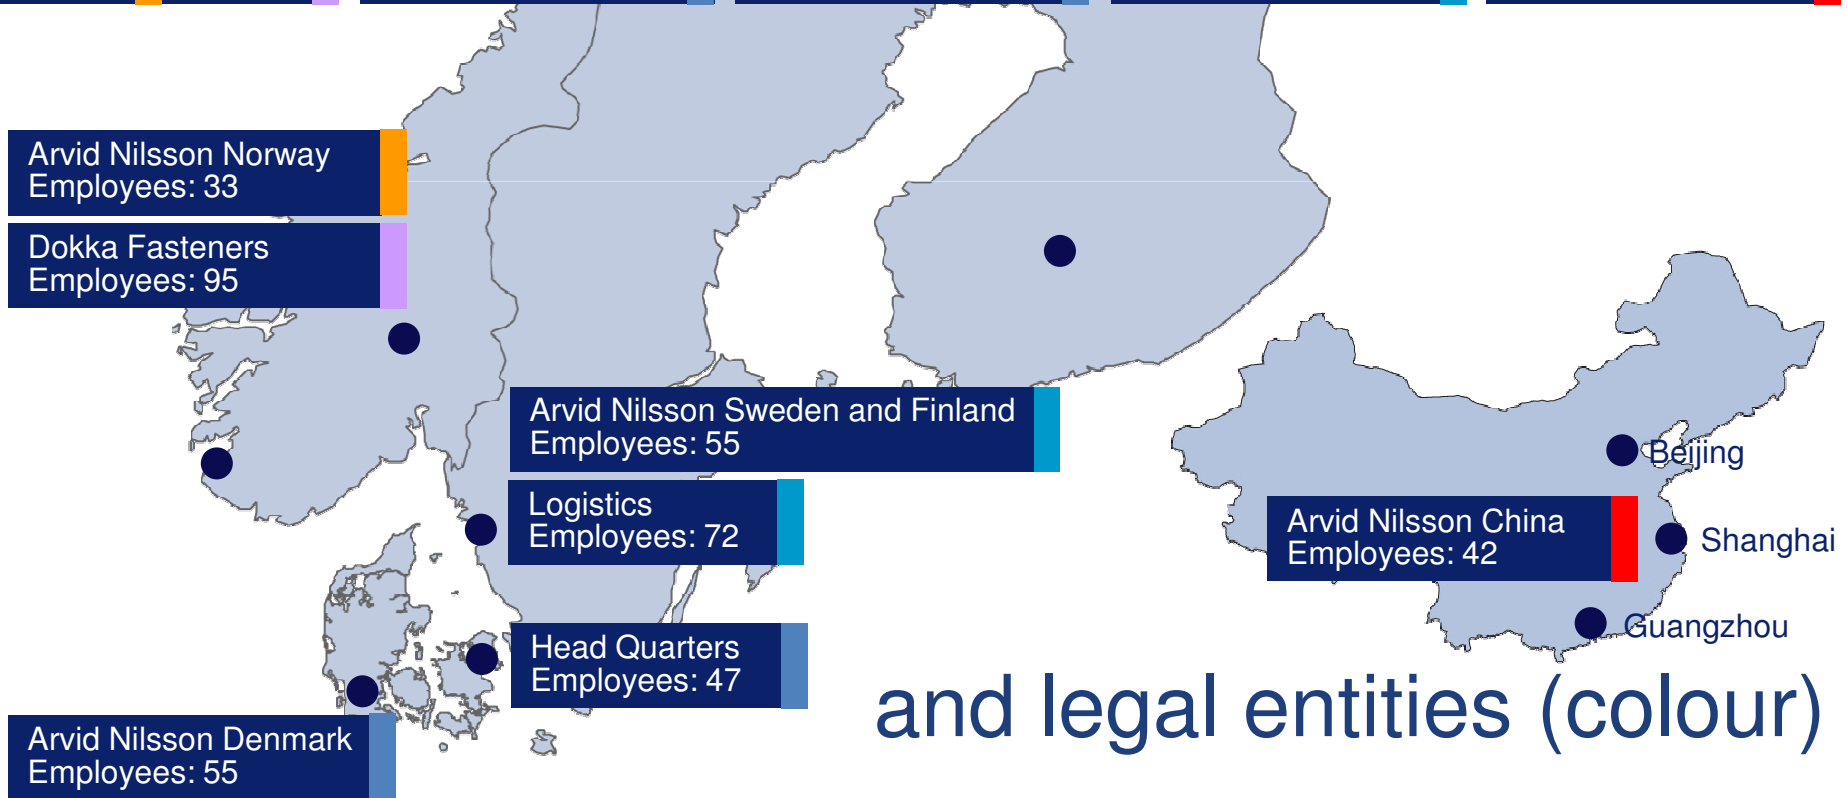 Arvid Nilsson Norway
Employees: 33
Dokka Fasteners
Employees: 95
Arvid Nilsson Sweden and Finland
Employees: 55
Logistics
Employees: 72
Head Quarters
Employees: 47
Arvid Nilsson Denmark
Employees: 55
Beijing
Arvid Nilsson China
Employees: 42
Shanghai
Guangzhou
and legal entities (colour)